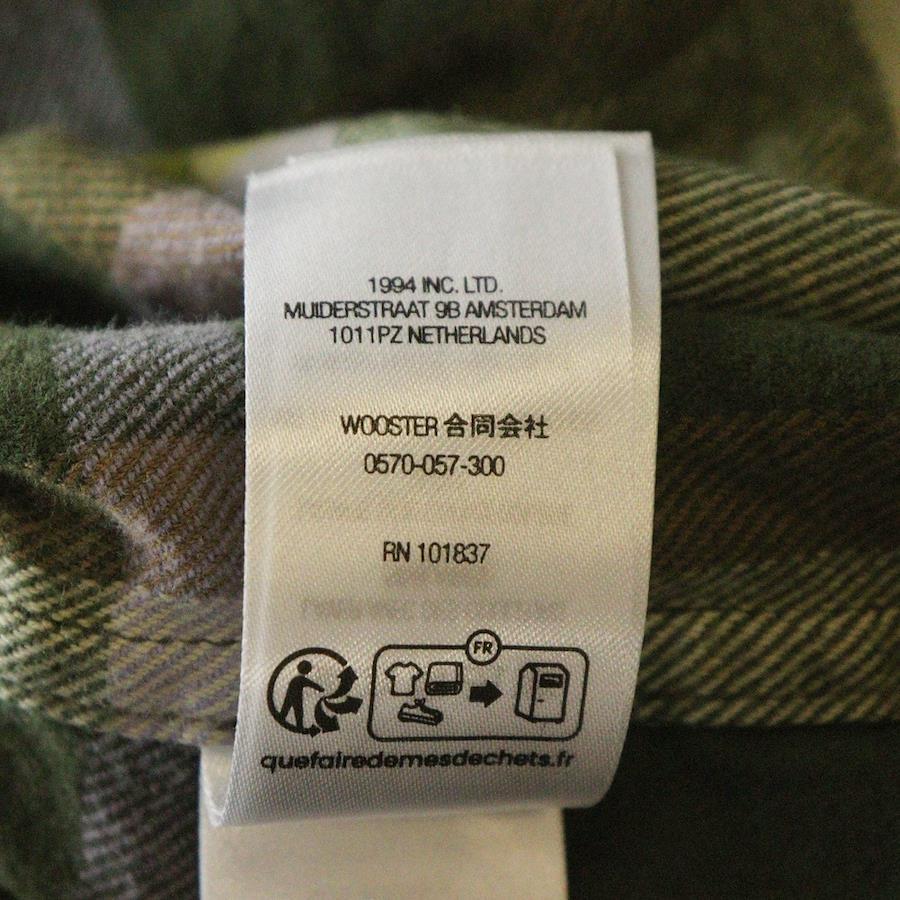 1994 INC. LTD.
MUIDERSTRAAT 9B AMSTERDAM
1011PZ NETHERLANDS
WOOSTER 合同会社
0570-057-300
RN 101837
FR
quefairedemesdechets.fr